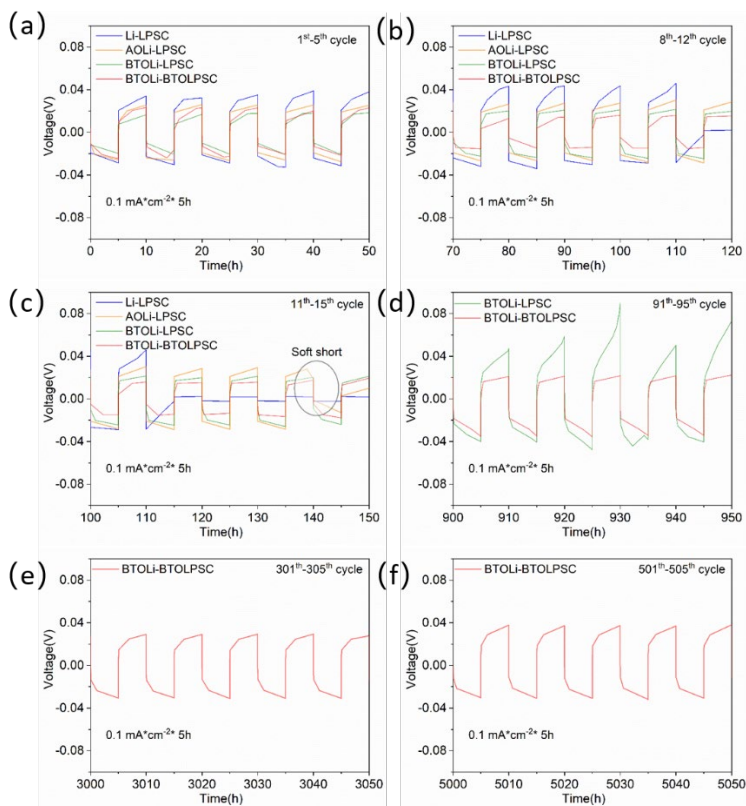 (a)
Li-LPSC
AOLi-LPSC
BTOLi-LPSC
BTOLi-BTOLPSC
1st-5th cycle
0.08
0.04
0.00
-0.04
-0.08
Voltage(V)
0.1 mA*cm-2* 5h
0 10 20 30 40 50
Time(h)
(b)
Li-LPSC
AOLi-LPSC
BTOLi-LPSC
BTOLi-BTOLPSC
8th-12th cycle
0.08
0.04
0.00
-0.04
-0.08
Voltage(V)
0.1 mA*cm-2* 5h
70 80 90 100 110 120
Time(h)
(c)
Li-LPSC
AOLi-LPSC
BTOLi-LPSC
BTOLi-BTOLPSC
11th-15th cycle
Soft short
0.08
0.04
0.00
-0.04
-0.08
Voltage(V)
0.1 mA*cm-2* 5h
100 110 120 130 140 150
Time(h)
(d)
BTOLi-LPSC
BTOLi-BTOLPSC
91th-95th cycle
0.08
0.04
0.00
-0.04
-0.08
Voltage(V)
0.1 mA*cm-2* 5h
900 910 920 930 940 950
Time(h)
(e)
BTOLi-BTOLPSC
301th-305th cycle
0.08
0.04
0.00
-0.04
-0.08
Voltage(V)
0.1 mA*cm-2* 5h
3000 3010 3020 3030 3040 3050
Time(h)
(f)
BTOLi-BTOLPSC
501th-505th cycle
0.08
0.04
0.00
-0.04
-0.08
Voltage(V)
0.1 mA*cm-2* 5h
5000 5010 5020 5030 5040 5050
Time(h)